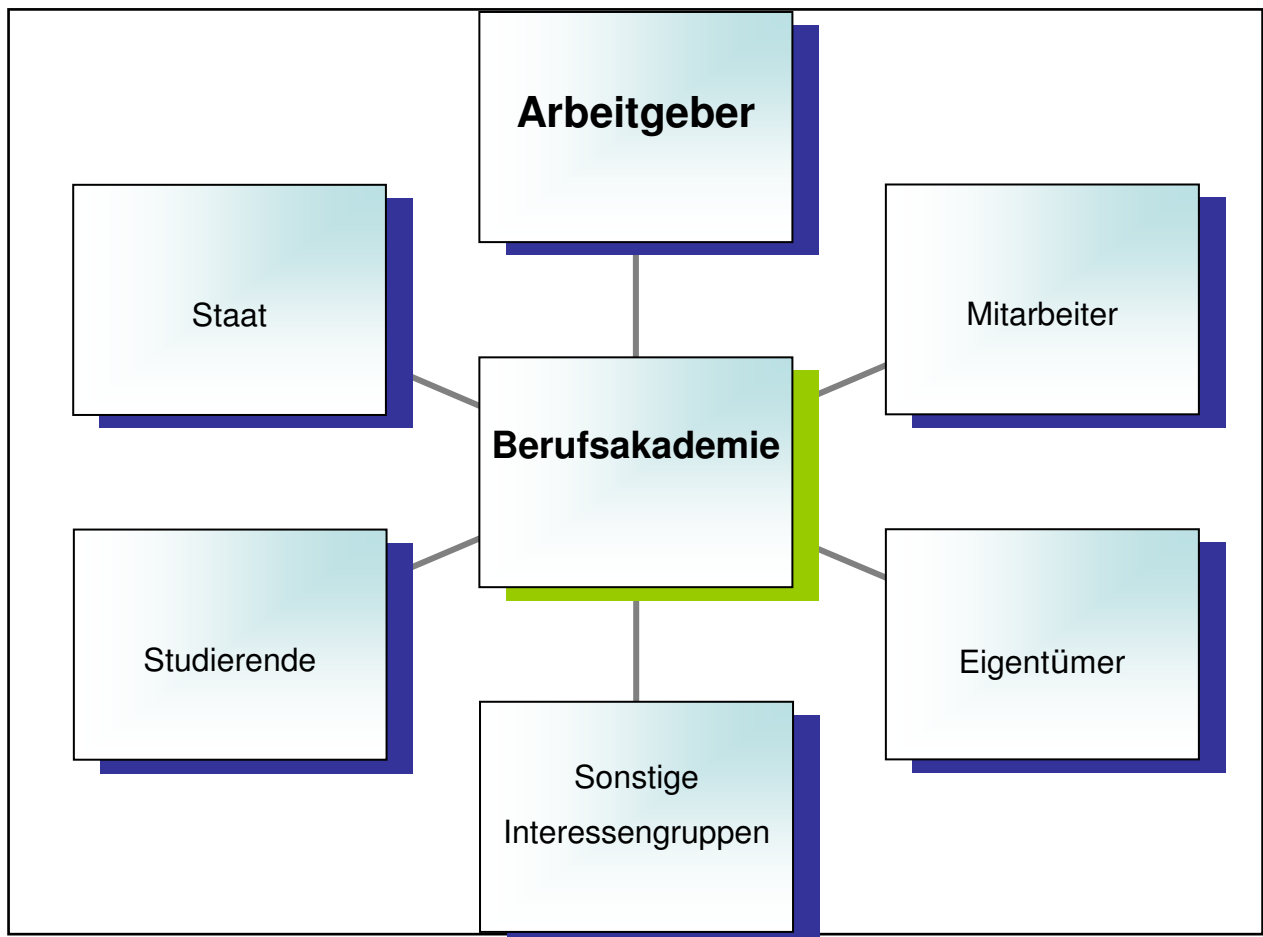 Arbeitgeber
Staat
Mitarbeiter
Berufsakademie
Studierende
Eigentümer
Sonstige
Interessengruppen